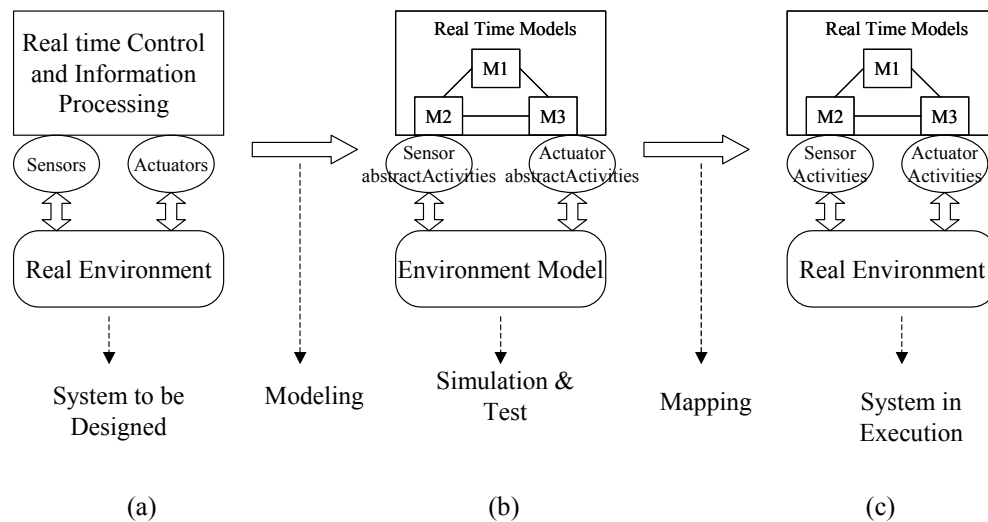 Real time Control
and Information
Processing
Sensors
Actuators
Real Environment
System to be
Designed
(a)
Modeling
Real Time Models
M1
M2
M3
Sensor
abstractActivities
Actuator
abstractActivities
Environment Model
Simulation &
Test
(b)
Mapping
Real Time Models
M1
M2
M3
Sensor
Activities
Actuator
Activities
Real Environment
System in
Execution
(c)